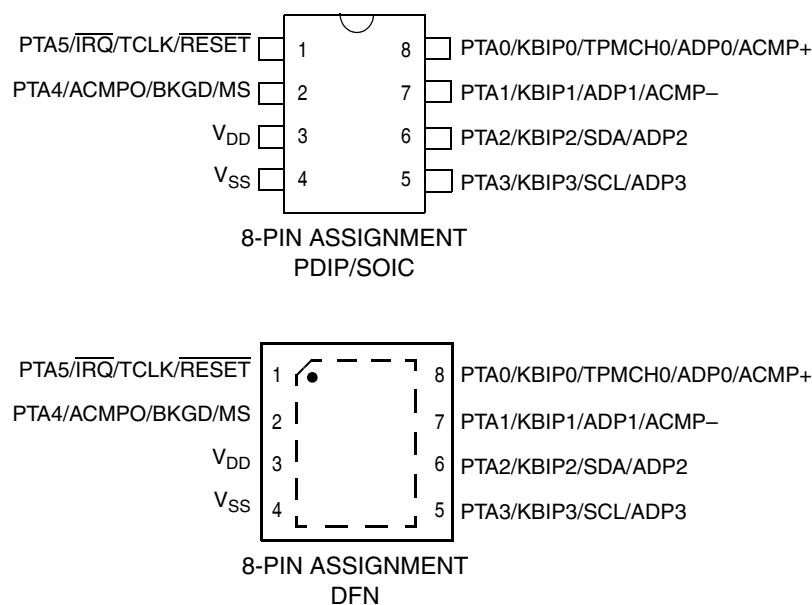 PTA5/IRQ/TCLK/RESET 1 8 PTA0/KBIP0/TPMCH0/ADP0/ACMP+
PTA4/ACMPO/BKGD/MS 2 7 PTA1/KBIP1/ADP1/ACMP–
VDD 3 6 PTA2/KBIP2/SDA/ADP2
VSS 4 5 PTA3/KBIP3/SCL/ADP3
8-PIN ASSIGNMENT
PDIP/SOIC
PTA5/IRQ/TCLK/RESET 1 8 PTA0/KBIP0/TPMCH0/ADP0/ACMP+
PTA4/ACMPO/BKGD/MS 2 7 PTA1/KBIP1/ADP1/ACMP–
VDD 3 6 PTA2/KBIP2/SDA/ADP2
VSS 4 5 PTA3/KBIP3/SCL/ADP3
8-PIN ASSIGNMENT
DFN